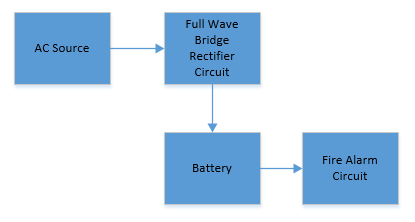 AC Source
Full Wave
Bridge
Rectifier
Circuit
Battery
Fire Alarm
Circuit